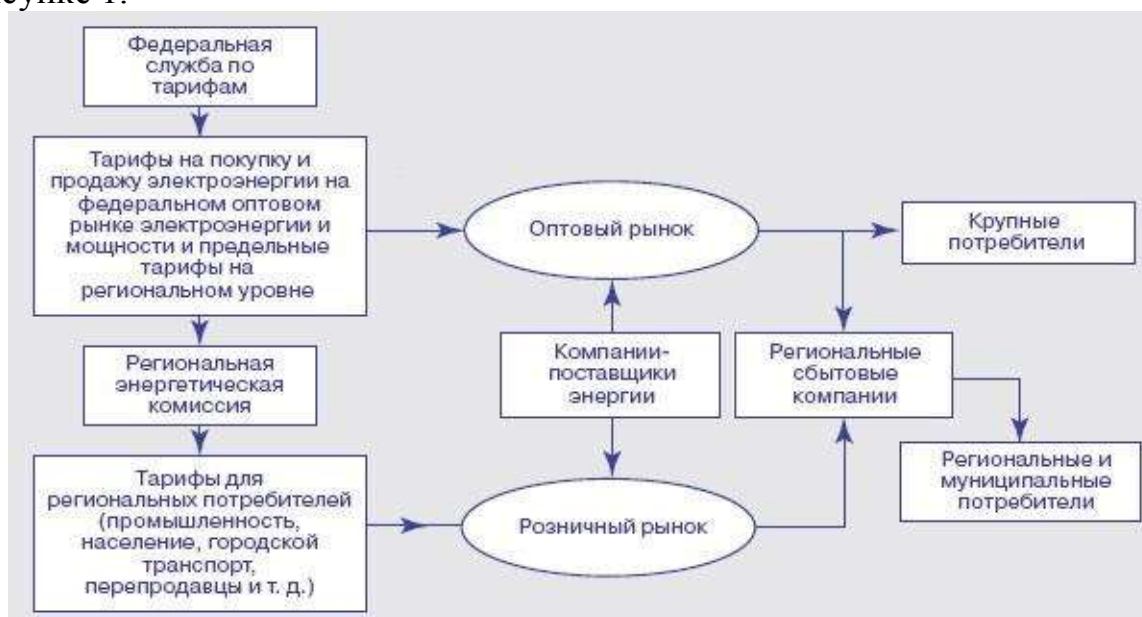 Федеральная
служба по
тарифам
Тарифы на покупку и
продажу электроэнергии на
федеральном оптовом
рынке электроэнергии и
мощности и предельные
тарифы на
региональном уровне
Оптовый рынок
Крупные
потребители
Региональная
энергетическая
комиссия
Компании-
поставщики
энергии
Региональные
сбытовые
компании
Региональные и
муниципальные
потребители
Тарифы для
региональных потребителей
(промышленность,
население, городской
транспорт,
перепродавцы и т. д.)
Розничный рынок